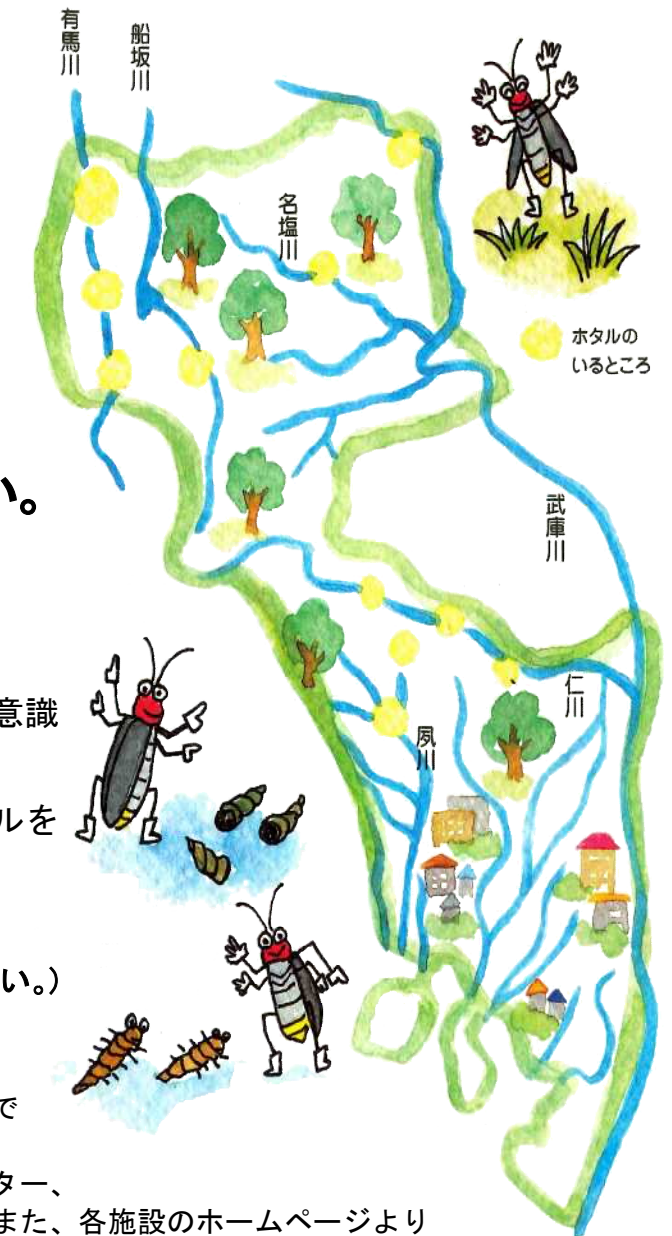 有馬川
船坂川
名塩川
ホタルの
いるところ
い。
武庫川
意識
仁川
夙川
ルを
い。）
で
ター、
また、各施設のホームページより